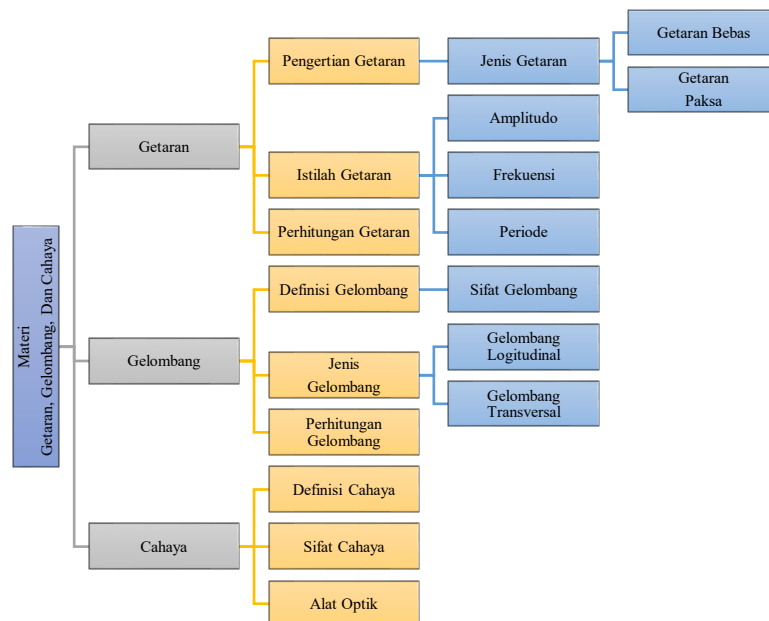 Materi
Getaran, Gelombang, Dan Cahaya
Getaran
Pengertian Getaran
Jenis Getaran
Getaran Bebas
Getaran
Paksa
Istilah Getaran
Amplitudo
Frekuensi
Periode
Perhitungan Getaran
Gelombang
Definisi Gelombang
Sifat Gelombang
Jenis
Gelombang
Gelombang
Logitudinal
Gelombang
Transversal
Perhitungan
Gelombang
Cahaya
Definisi Cahaya
Sifat Cahaya
Alat Optik